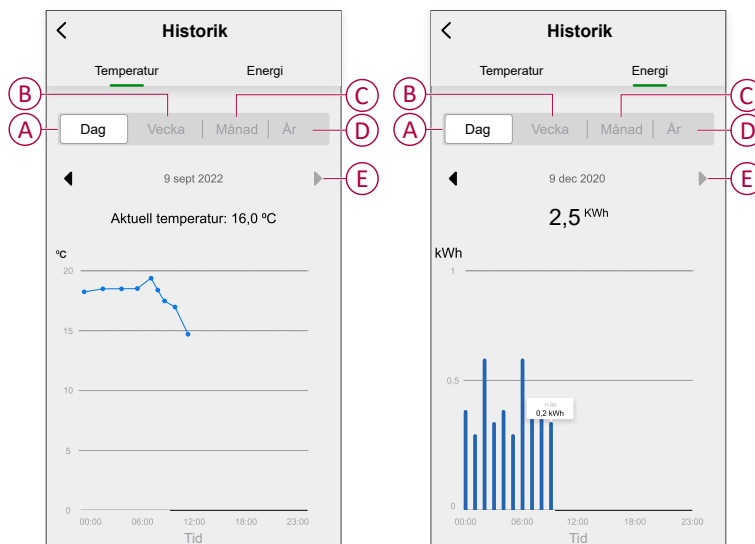 Historik
Temperatur Energi
B C
A Dag Vecka Månad År D
9 sept 2022 E
Aktuell temperatur: 16,0 ºC
ºC
20
15
10
5
0
00:00 06:00 12:00 18:00 23:00
Tid
Historik
Temperatur Energi
B C
A Dag Vecka Månad År D
9 dec 2020 E
2,5 KWh
kWh
1
0,5
11:00
0,2 kWh
0
00:00 06:00 12:00 18:00 23:00
Tid